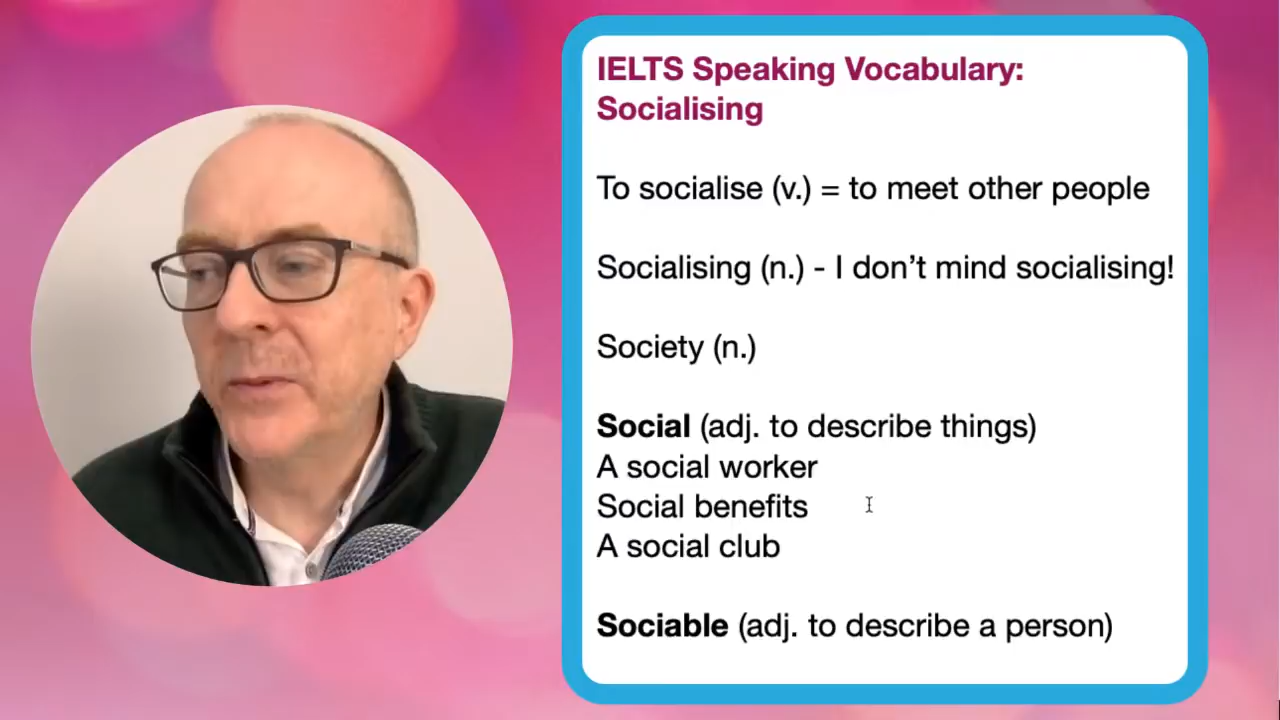 IELTS Speaking Vocabulary:
Socialising
To socialise (v.) = to meet other people
Socialising (n.) - I don’t mind socialising!
Society (n.)
Social (adj. to describe things)
A social worker
Social benefits
A social club
Sociable (adj. to describe a person)